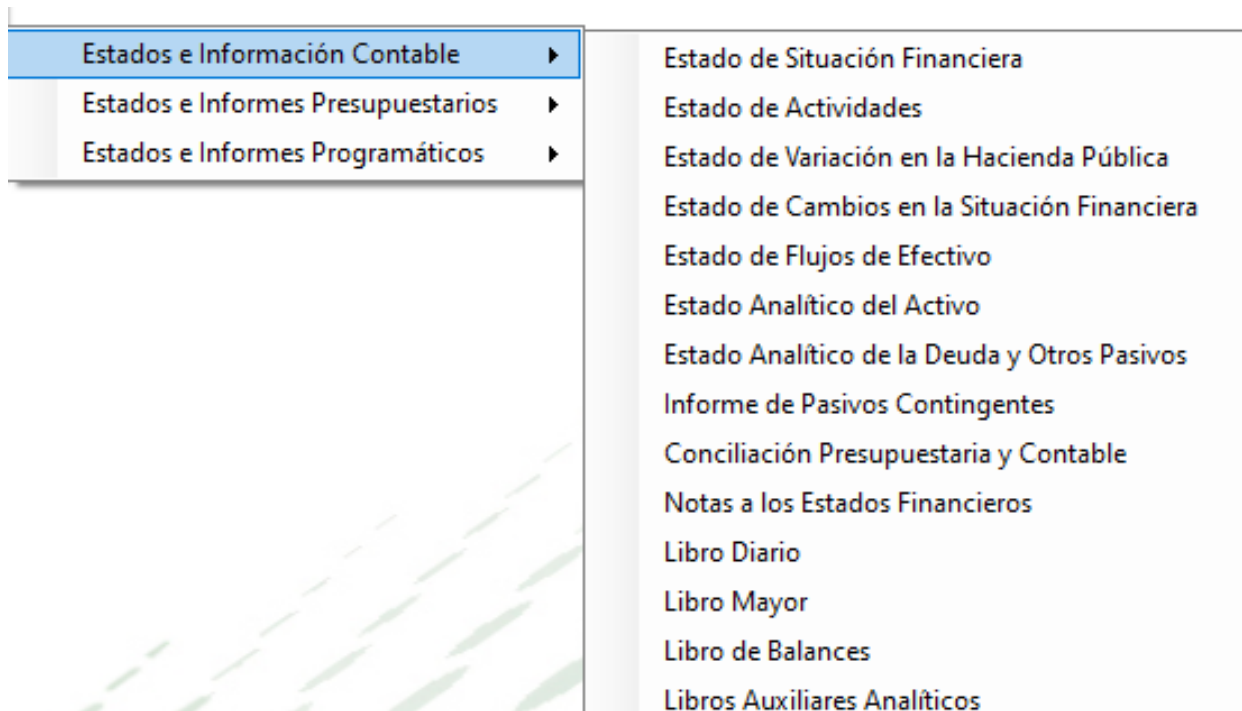 Estados e Información Contable
Estados e Informes Presupuestarios
Estados e Informes Programáticos
Estado de Situación Financiera
Estado de Actividades
Estado de Variación en la Hacienda Pública
Estado de Cambios en la Situación Financiera
Estado de Flujos de Efectivo
Estado Analítico del Activo
Estado Analítico de la Deuda y Otros Pasivos
Informe de Pasivos Contingentes
Conciliación Presupuestaria y Contable
Notas a los Estados Financieros
Libro Diario
Libro Mayor
Libro de Balances
Libros Auxiliares Analíticos